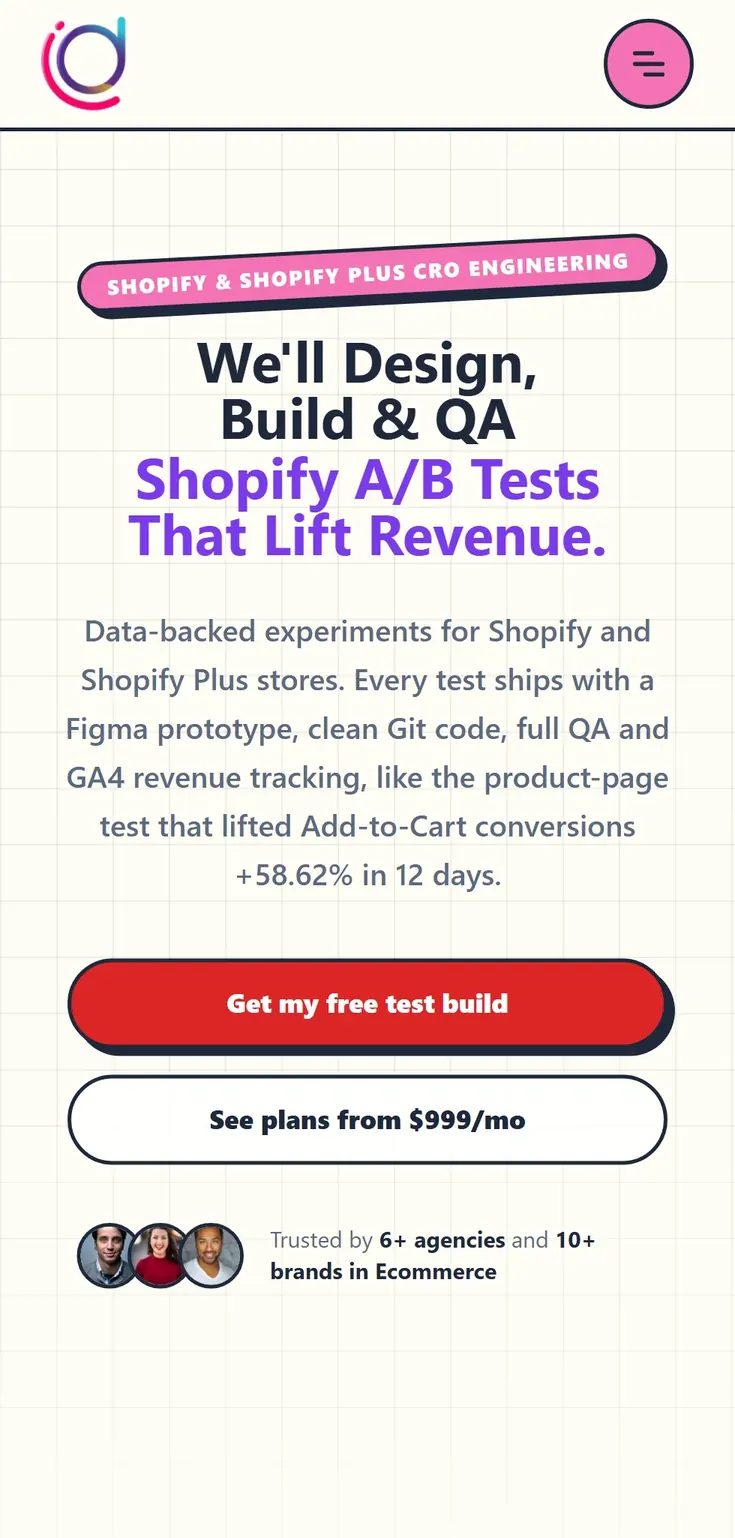 SHOPIFY & SHOPIFY PLUS CRO ENGINEERING
We'll Design,
Build & QA
Shopify A/B Tests
That Lift Revenue.
Data-backed experiments for Shopify and
Shopify Plus stores. Every test ships with a
Figma prototype, clean Git code, full QA and
GA4 revenue tracking, like the product-page
test that lifted Add-to-Cart conversions
+58.62% in 12 days.
Get my free test build
See plans from $999/mo
Trusted by 6+ agencies and 10+
brands in Ecommerce